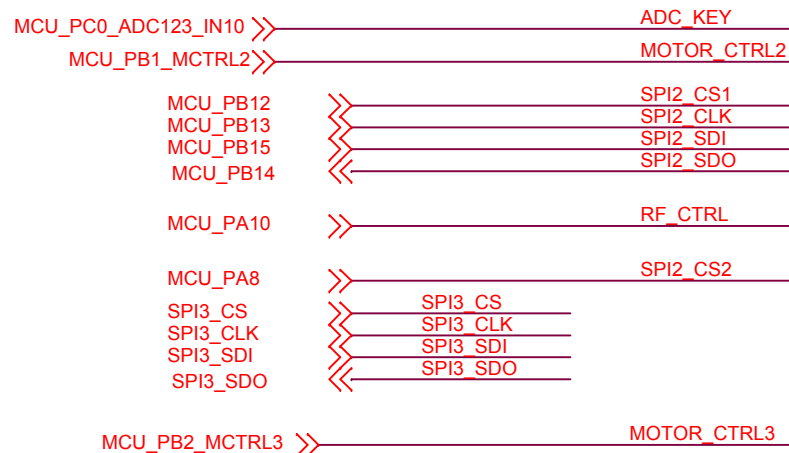 MCU_PC0_ADC123_IN10 ADC_KEY
MCU_PB1_MCTRL2 MOTOR_CTRL2
MCU_PB12 SPI2_CS1
MCU_PB13 SPI2_CLK
MCU_PB15 SPI2_SDI
MCU_PB14 SPI2_SDO
MCU_PA10 RF_CTRL
MCU_PA8 SPI2_CS2
SPI3_CS SPI3_CS
SPI3_CLK SPI3_CLK
SPI3_SDI SPI3_SDI
SPI3_SDO SPI3_SDO
MCU_PB2_MCTRL3 MOTOR_CTRL3